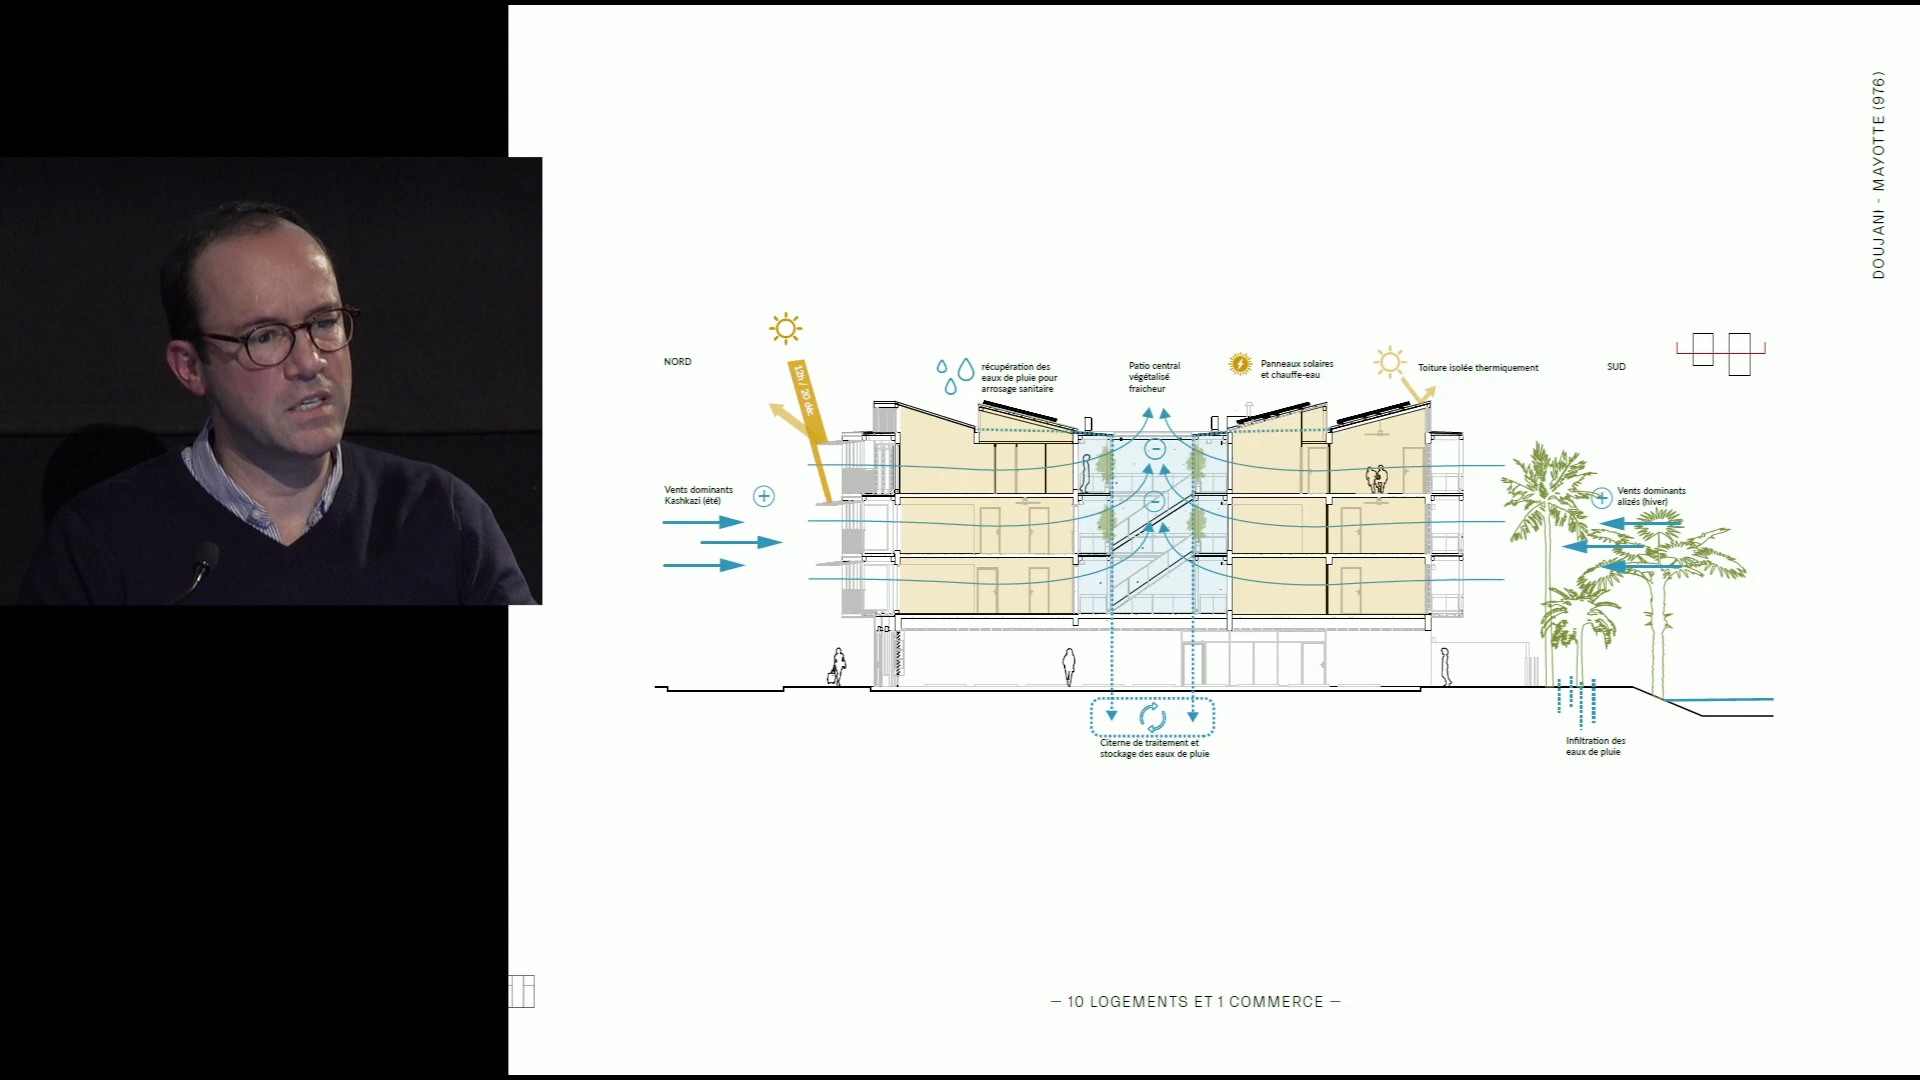 DOUJANI - MAYOTTE (976)
NORD
12h / 20 déc
récupération des
eaux de pluie pour
arrosage sanitaire
Patio central
végétalisé
fraicheur
Panneaux solaires
et chauffe-eau
Toiture isolée thermiquement
SUD
Vents dominants
Kashkazi (été)
Vents dominants
alizés (hiver)
Citerne de traitement et
stockage des eaux de pluie
Infiltration des
eaux de pluie
— 10 LOGEMENTS ET 1 COMMERCE —